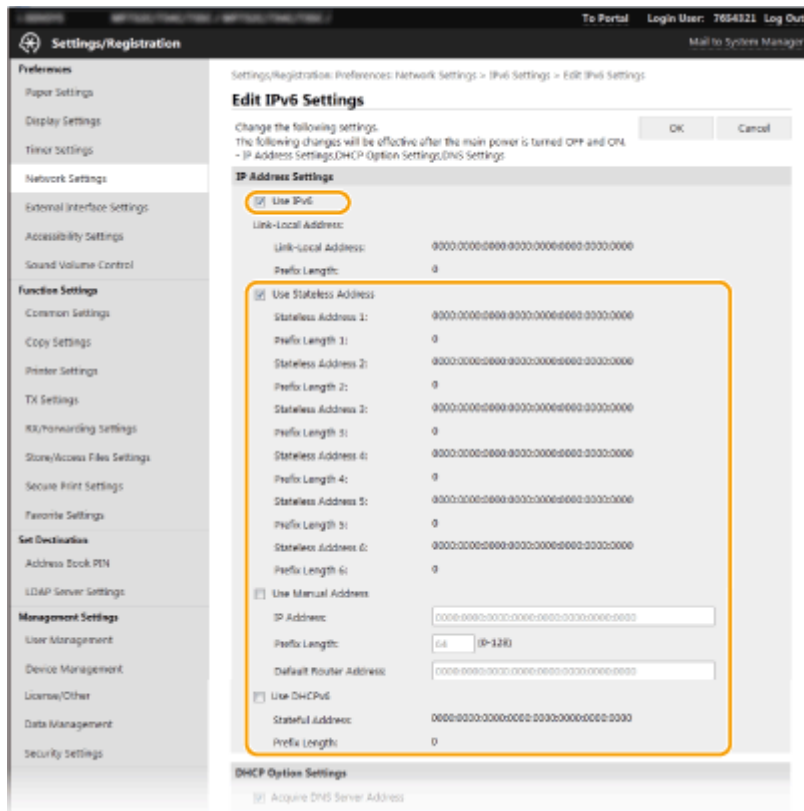 To Portal Login User: 7654321 Log Out
Settings/Registration
Mail to System Manager
Preferences
Paper Settings
Display Settings
Timer Settings
Network Settings
External Interface Settings
Accessibility Settings
Sound Volume Control
Function Settings
Common Settings
Copy Settings
Printer Settings
TX Settings
RX/Forwarding Settings
Store/Access Files Settings
Secure Print Settings
Favorite Settings
Set Destination
Address Book PIN
LDAP Server Settings
Management Settings
User Management
Device Management
License/Other
Data Management
Security Settings
Settings/Registration: Preferences: Network Settings > IPv6 Settings > Edit IPv6 Settings
Edit IPv6 Settings
Change the following settings.
The following changes will be effective after the main power is turned OFF and ON.
- IP Address Settings,DHCP Option Settings,DNS Settings
OK Cancel
IP Address Settings
Use IPv6
Link-Local Address:
Link-Local Address: 0000:0000:0000:0000:0000:0000:0000:0000
Prefix Length: 0
Use Stateless Address
Stateless Address 1: 0000:0000:0000:0000:0000:0000:0000:0000
Prefix Length 1: 0
Stateless Address 2: 0000:0000:0000:0000:0000:0000:0000:0000
Prefix Length 2: 0
Stateless Address 3: 0000:0000:0000:0000:0000:0000:0000:0000
Prefix Length 3: 0
Stateless Address 4: 0000:0000:0000:0000:0000:0000:0000:0000
Prefix Length 4: 0
Stateless Address 5: 0000:0000:0000:0000:0000:0000:0000:0000
Prefix Length 5: 0
Stateless Address 6: 0000:0000:0000:0000:0000:0000:0000:0000
Prefix Length 6: 0
Use Manual Address
IP Address: 0000:0000:0000:0000:0000:0000:0000:0000
Prefix Length: 64 (0-128)
Default Router Address: 0000:0000:0000:0000:0000:0000:0000:0000
Use DHCPv6
Stateful Address: 0000:0000:0000:0000:0000:0000:0000:0000
Prefix Length: 0
DHCP Option Settings
Acquire DNS Server Address